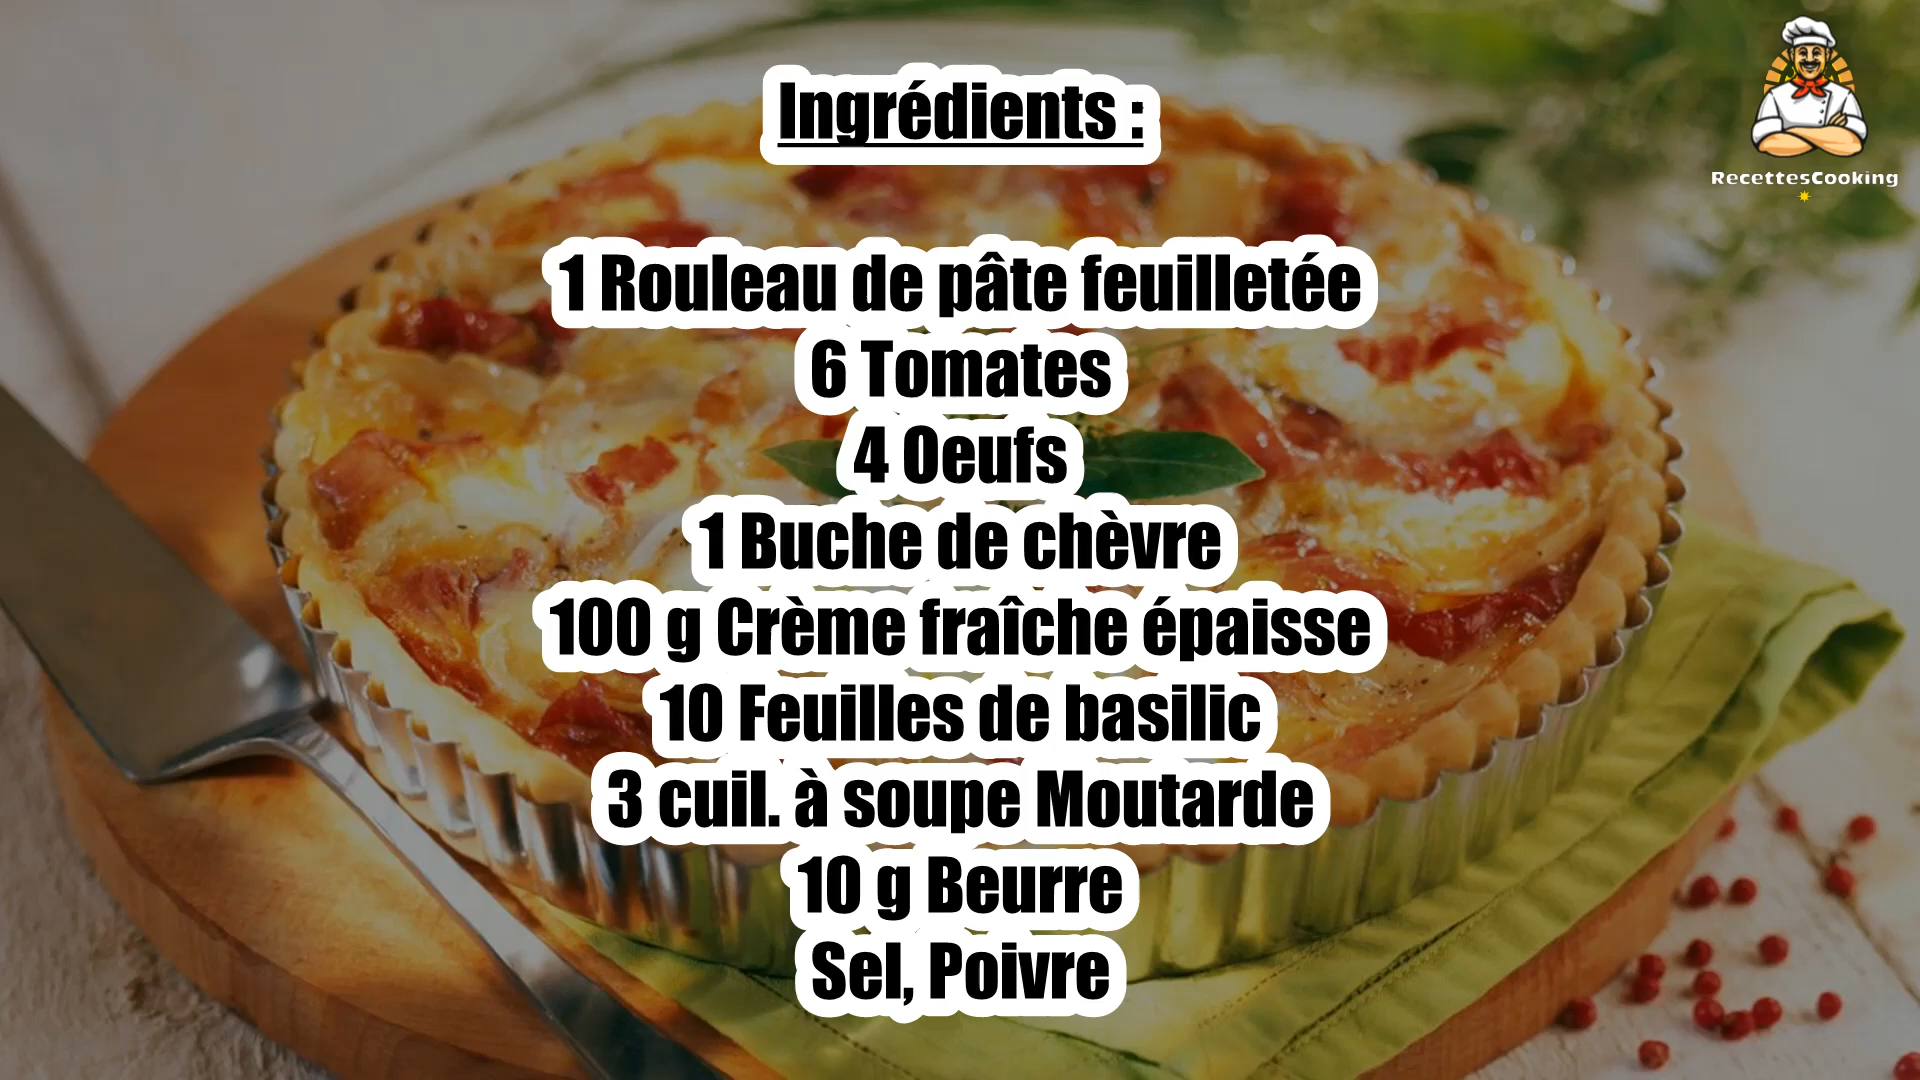 Ingrédients :
RecettesCooking
1 Rouleau de pâte feuilletée
6 Tomates
4 Oeufs
1 Buche de chèvre
100 g Crème fraîche épaisse
10 Feuilles de basilic
3 cuil. à soupe Moutarde
10 g Beurre
Sel, Poivre